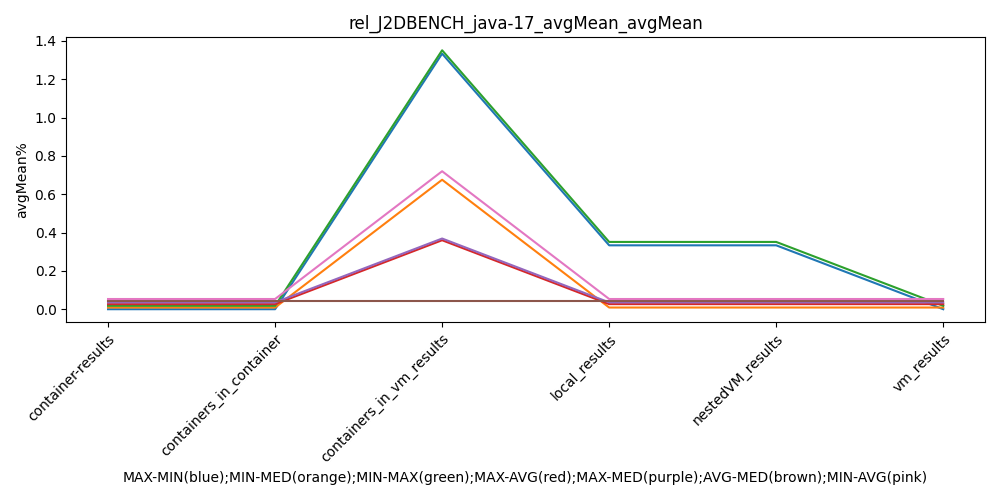 rel_J2DBENCH_java-17_avgMean_avgMean
avgMean%
1.4
1.2
1.0
0.8
0.6
0.4
0.2
0.0
container-results
containers_in_container
containers_in_vm_results
local_results
nestedVM_results
vm_results
MAX-MIN(blue);MIN-MED(orange);MIN-MAX(green);MAX-AVG(red);MAX-MED(purple);AVG-MED(brown);MIN-AVG(pink)